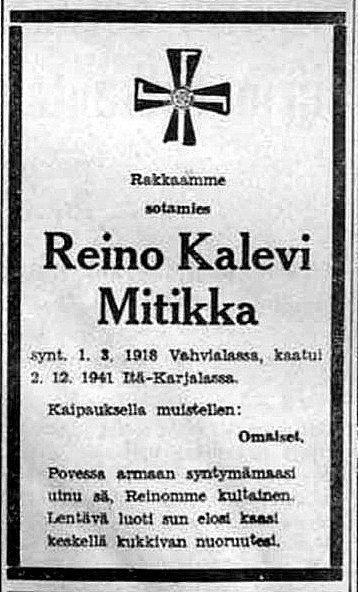 Rakkaamme
sotamies
Reino Kalevi
Mitikka
synt. 1. 3. 1918 Vahvialassa, kaatui
2. 12. 1941 Itä-Karjalassa.
Kaipauksella muistellen:
Omaiset.
Povessa armaan syntymämaasi
uinu sä, Reinomme kultainen.
Lentävä luoti sun elosi kaasi
keskellä kukkivan nuoruutesi.